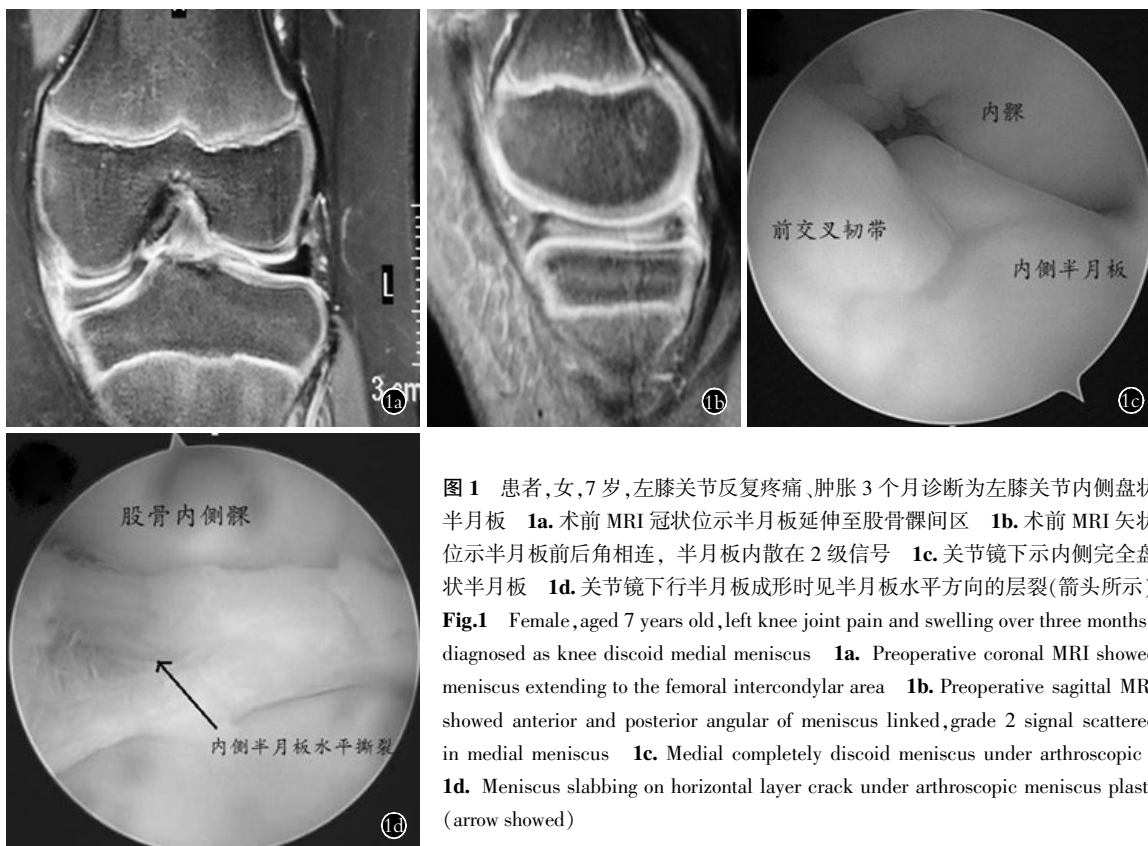 L
3 cm
1a
1b
内髁
前交叉韧带
内侧半月板
1c
股骨内侧髁
内侧半月板水平撕裂
1d
图 1 患者,女,7 岁,左膝关节反复疼痛、肿胀 3 个月诊断为左膝关节内侧盘状
半月板 1a. 术前 MRI 冠状位示半月板延伸至股骨髁间区 1b. 术前 MRI 矢状
位示半月板前后角相连, 半月板内散在 2 级信号 1c. 关节镜下示内侧完全盘
状半月板 1d. 关节镜下行半月板成形时见半月板水平方向的层裂(箭头所示)
Fig.1 Female,aged 7 years old,left knee joint pain and swelling over three months
diagnosed as knee discoid medial meniscus 1a. Preoperative coronal MRI showe
meniscus extending to the femoral intercondylar area 1b. Preoperative sagittal MR
showed anterior and posterior angular of meniscus linked,grade 2 signal scattere
in medial meniscus 1c. Medial completely discoid meniscus under arthroscopic
1d. Meniscus slabbing on horizontal layer crack under arthroscopic meniscus plast
(arrow showed)